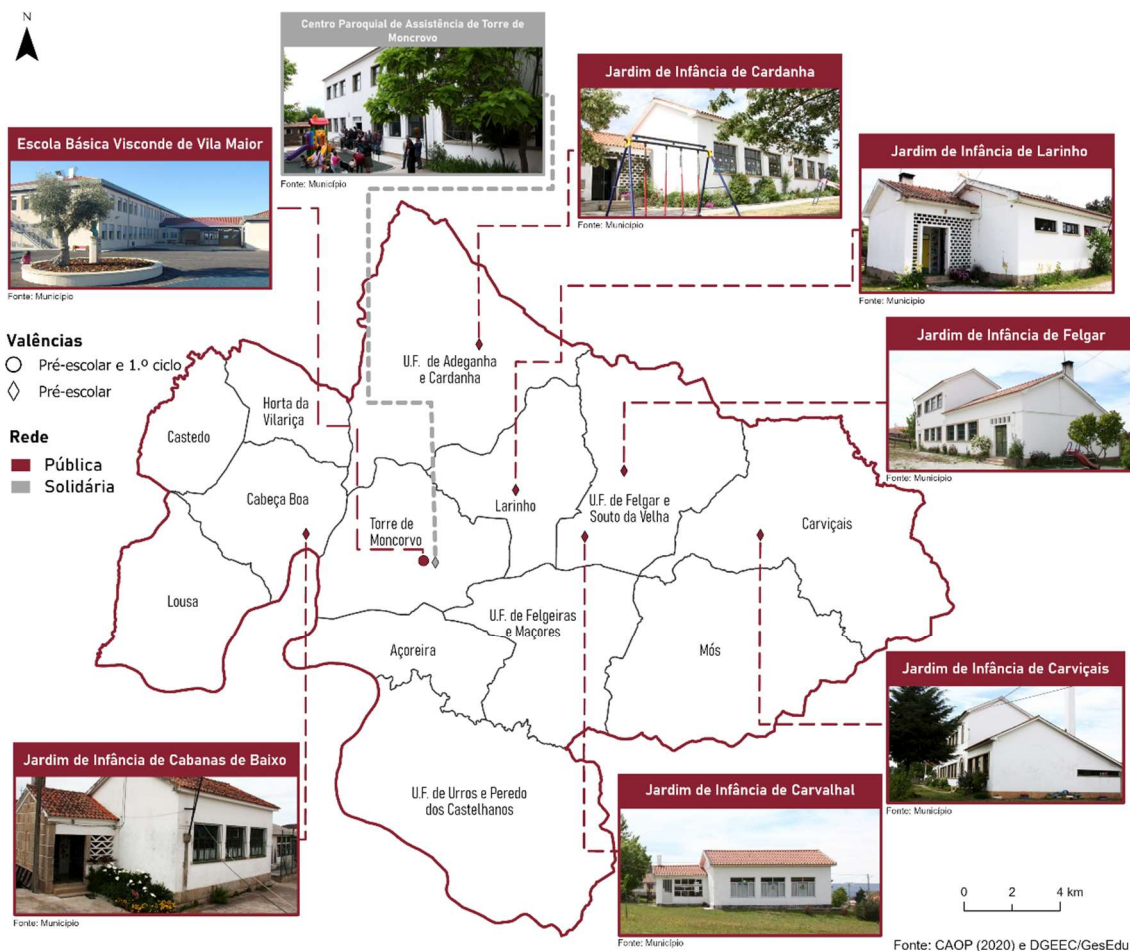 N
Centro Paroquial de Assistência de Torre de
Moncrovo
Fonte: Município
Jardim de Infância de Cardanha
Fonte: Município
Escola Básica Visconde de Vila Maior
Fonte: Município
Jardim de Infância de Larinho
Fonte: Município
Jardim de Infância de Felgar
Fonte: Município
Valências
Pré-escolar e 1.º ciclo
Pré-escolar
Rede
Pública
Solidária
U.F. de Adeganha
e Cardanha
Horta da
Vilariça
Castedo
Cabeça Boa
Lousa
Torre de
Moncorvo
Larinho
U.F. de Felgar e
Souto da Velha
Carviçais
U.F. de Felgeiras
e Maçores
Açoreira
Mós
U.F. de Urros e Peredo
dos Castelhanos
Jardim de Infância de Carviçais
Fonte: Município
Jardim de Infância de Cabanas de Baixo
Fonte: Município
Jardim de Infância de Carvalhal
Fonte: Município
0 2 4 km
Fonte: CAOP (2020) e DGEEC/GesEdu